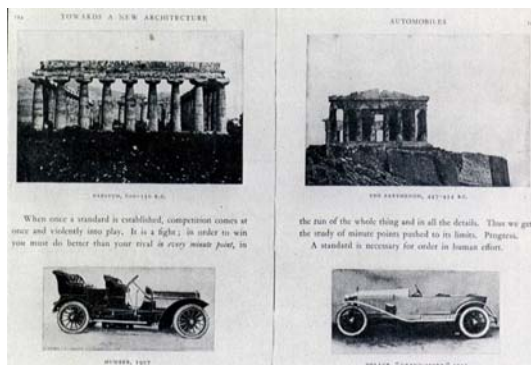 TOWARDS A NEW ARCHITECTURE
PAESTUM, 600-550 B.C.
When once a standard is established, competition comes at
once and violently into play. It is a fight; in order to win
you must do better than your rival in every minute point, in
HUMBER, 1907
AUTOMOBILES
THE PARTHENON, 447-434 B.C.
the run of the whole thing and in all the details. Thus we get
the study of minute points pushed to its limits. Progress.
A standard is necessary for order in human effort.